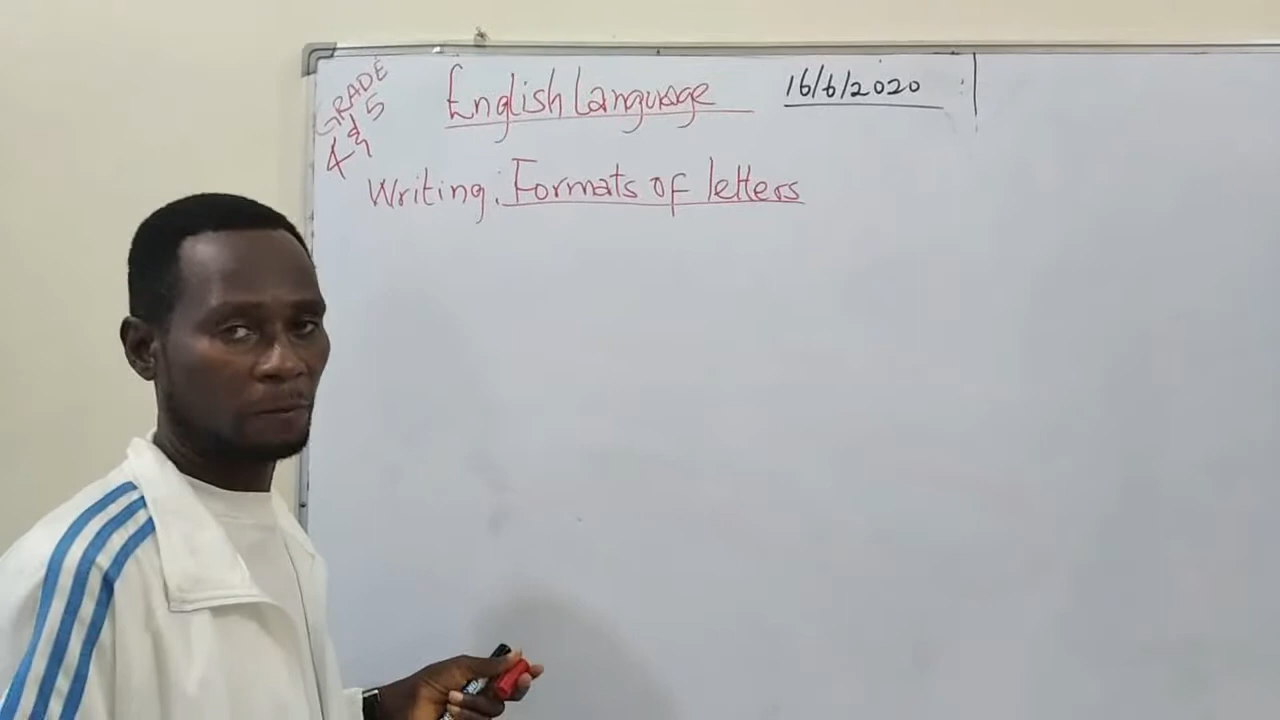 GRADE
4 & 5
English Language
16/6/2020
Writing: Formats of letters